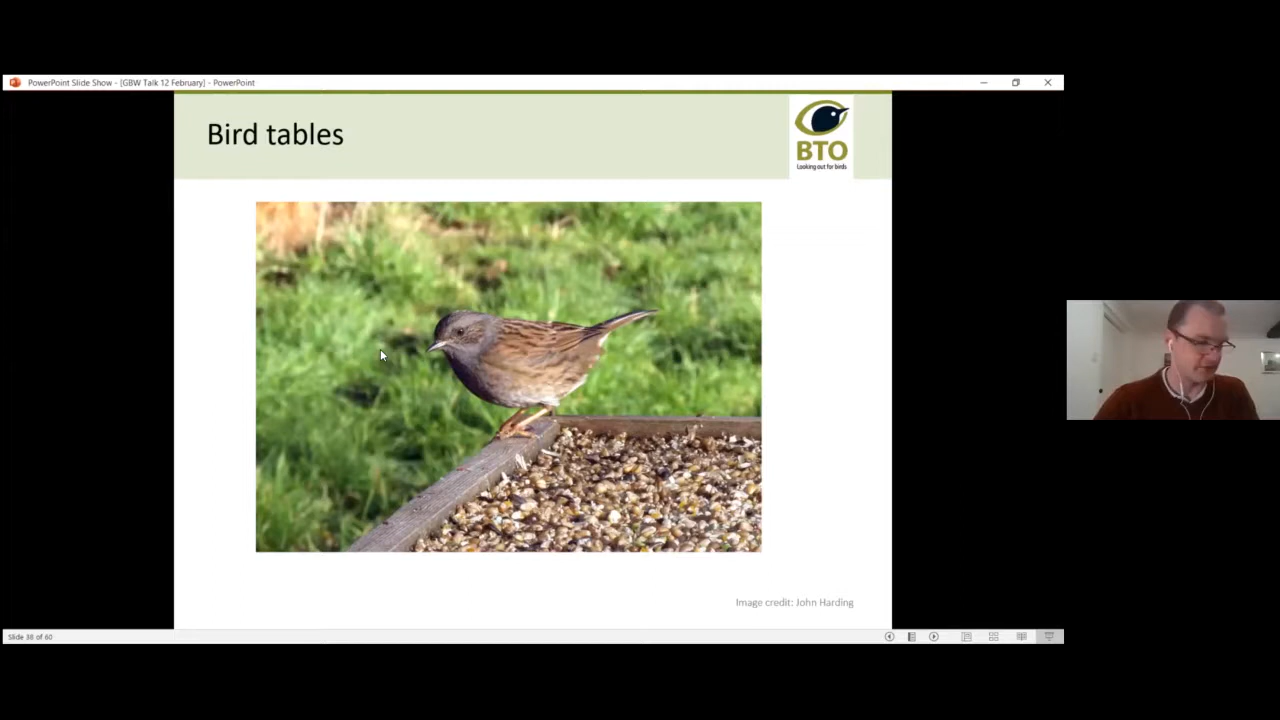 PowerPoint Slide Show - [GBW Talk 12 February] - PowerPoint
Bird tables
BTO
Looking out for birds
Image credit: John Harding
Slide 38 of 60